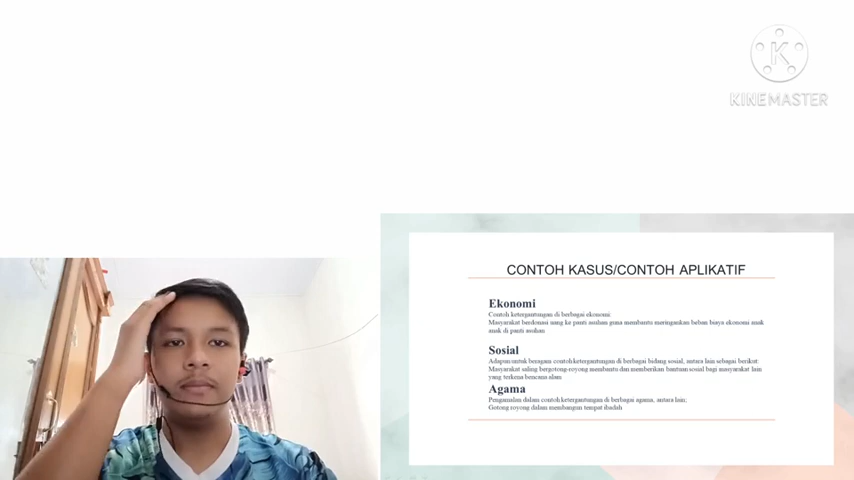 KINEMASTER
CONTOH KASUS/CONTOH APLIKATIF
Ekonomi
Contoh ketergantungan di berbagai ekonomi:
Masyarakat berdonasi uang ke panti asuhan guna membantu meringankan beban biaya ekonomi anak
anak di panti asuhan
Sosial
Adapun untuk beragam contoh ketergantungan di berbagai bidang sosial, antara lain sebagai berikut:
Masyarakat saling bergotong-royong membantu dan memberikan bantuan sosial bagi masyarakat lain
yang terkena bencana alam
Agama
Pengamalan dalam contoh ketergantungan di berbagai agama, antara lain;
Gotong royong dalam membangun tempat ibadah